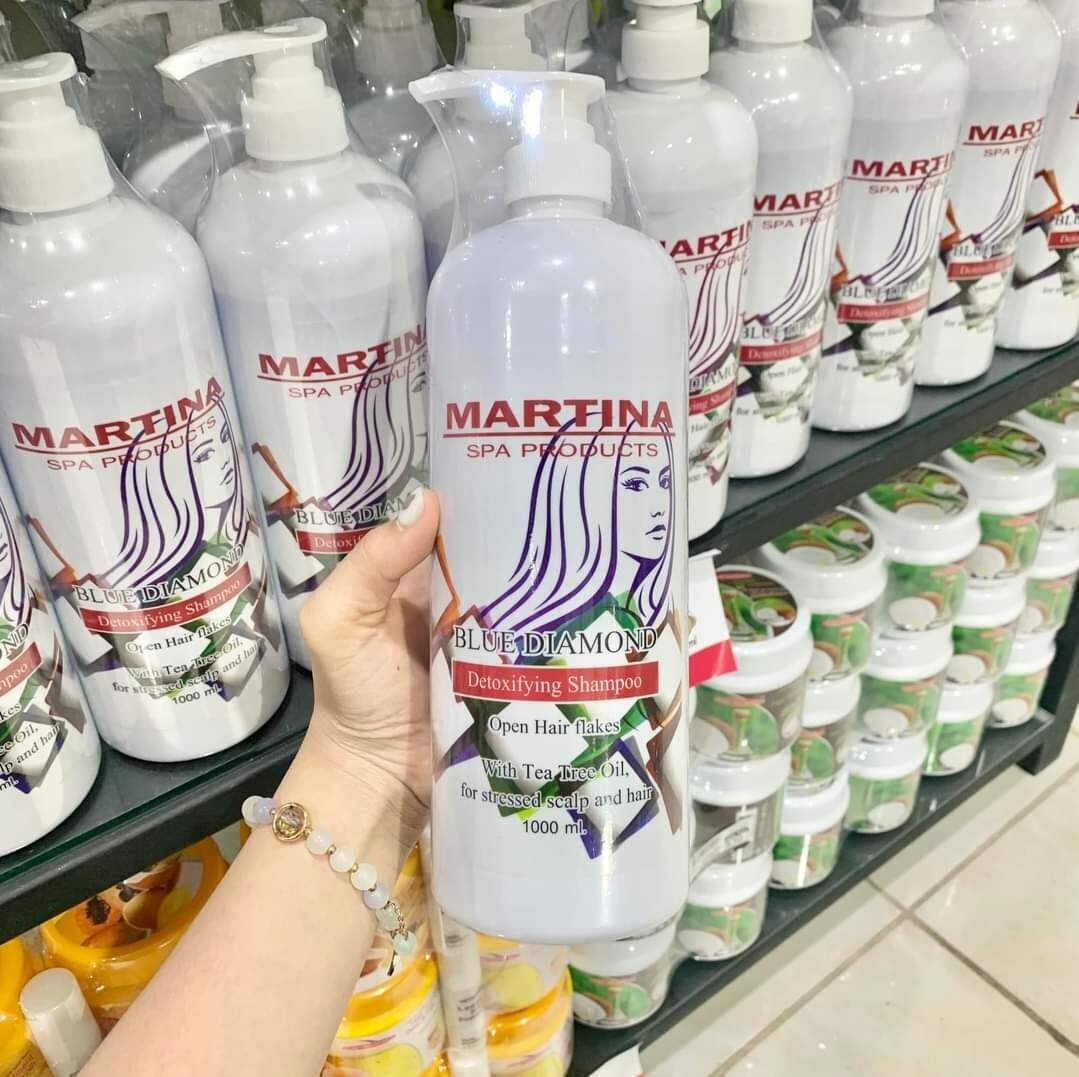 MARTINA
SPA PRODUCTS
BLUE DIAMOND
Detoxifying Shampoo
Open Hair flakes
With Tea Tree Oil,
for stressed scalp and hair
1000 ml.
MARTINA
SPA PRODUCTS
BLUE DIAMOND
Detoxifying Shampoo
Open Hair flakes
With Tea Tree Oil,
for stressed scalp and hair
1000 ml.
MARTINA
SPA PRODUCTS
BLUE DIAMOND
MARTINA
SPA PRODUCTS
MARTINA
SPA PRODUCTS